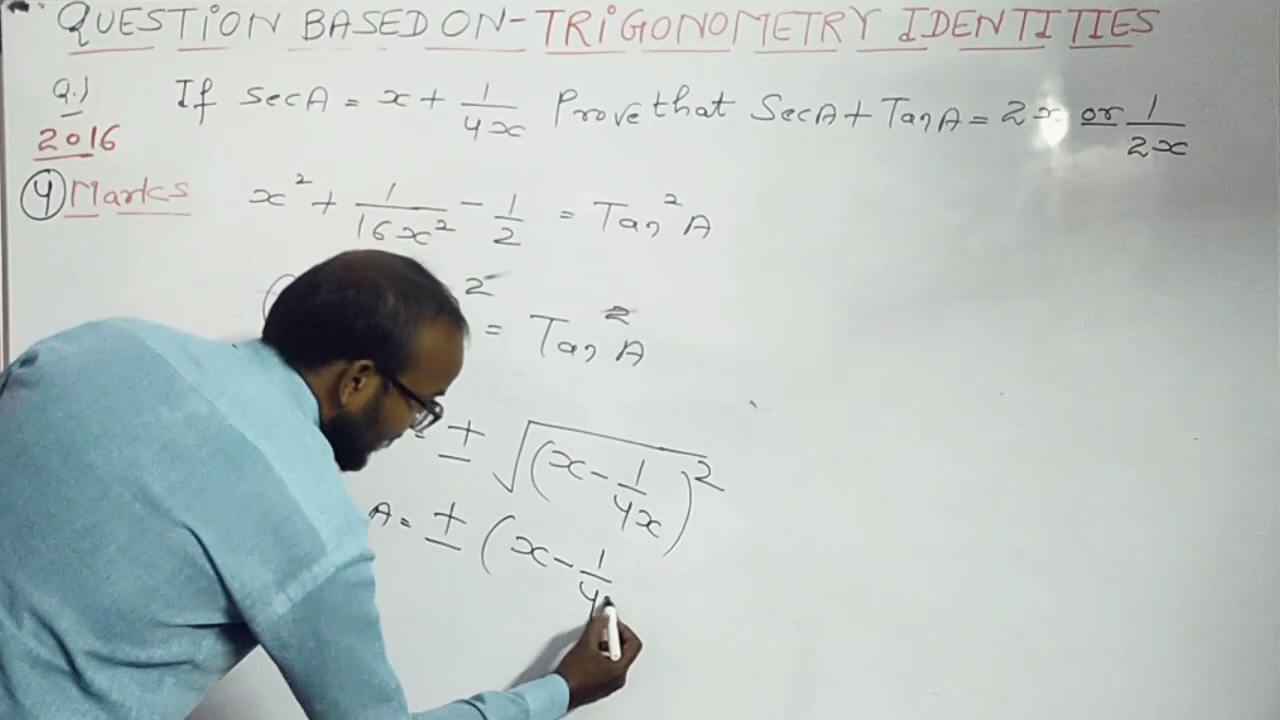 QUESTION BASED ON - TRIGONOMETRY IDENTITIES
Q.) If secA = x + 1/4x Prove that SecA + TanA = 2x or 1/2x
2016
4 Marks
x² + 1/16x² - 1/2 = Tan²A
2 = Tan²A
= ± √(x - 1/4x)²
A = ± (x - 1/4